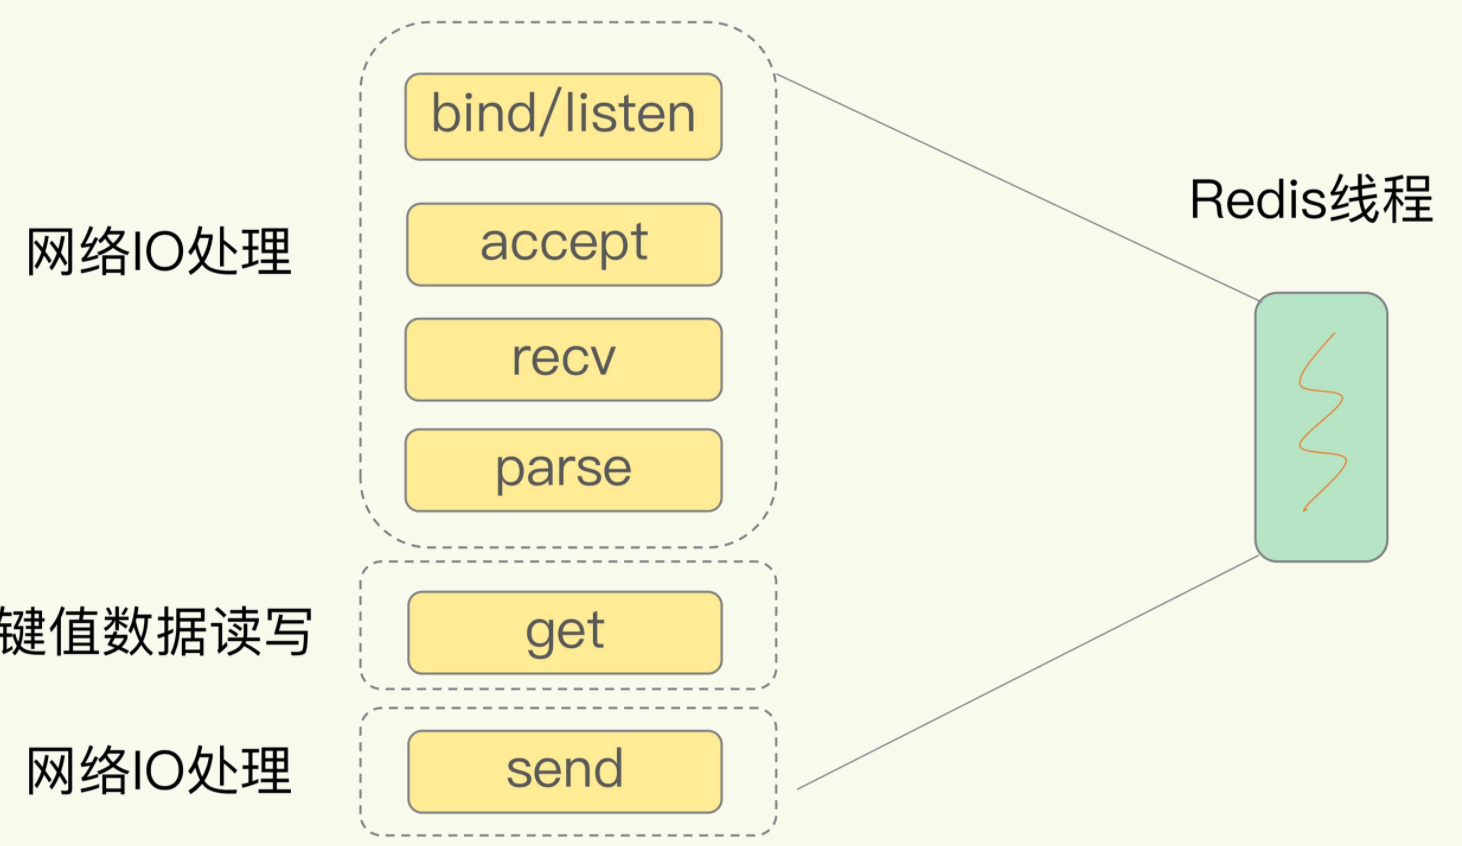 bind/listen
Redis线程
accept
网络IO处理
recv
parse
键值数据读写
get
网络IO处理
send